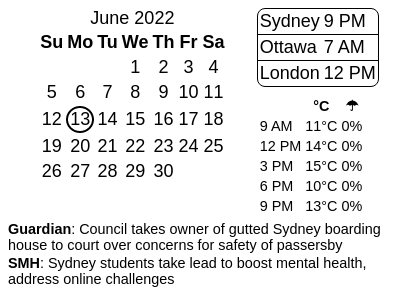 June 2022
Su Mo Tu We Th Fr Sa
1 2 3 4
5 6 7 8 9 10 11
12 13 14 15 16 17 18
19 20 21 22 23 24 25
26 27 28 29 30
Sydney 9 PM
Ottawa 7 AM
London 12 PM
°C ☂
9 AM 11°C 0%
12 PM 14°C 0%
3 PM 15°C 0%
6 PM 10°C 0%
9 PM 13°C 0%
Guardian: Council takes owner of gutted Sydney boarding
house to court over concerns for safety of passersby
SMH: Sydney students take lead to boost mental health,
address online challenges